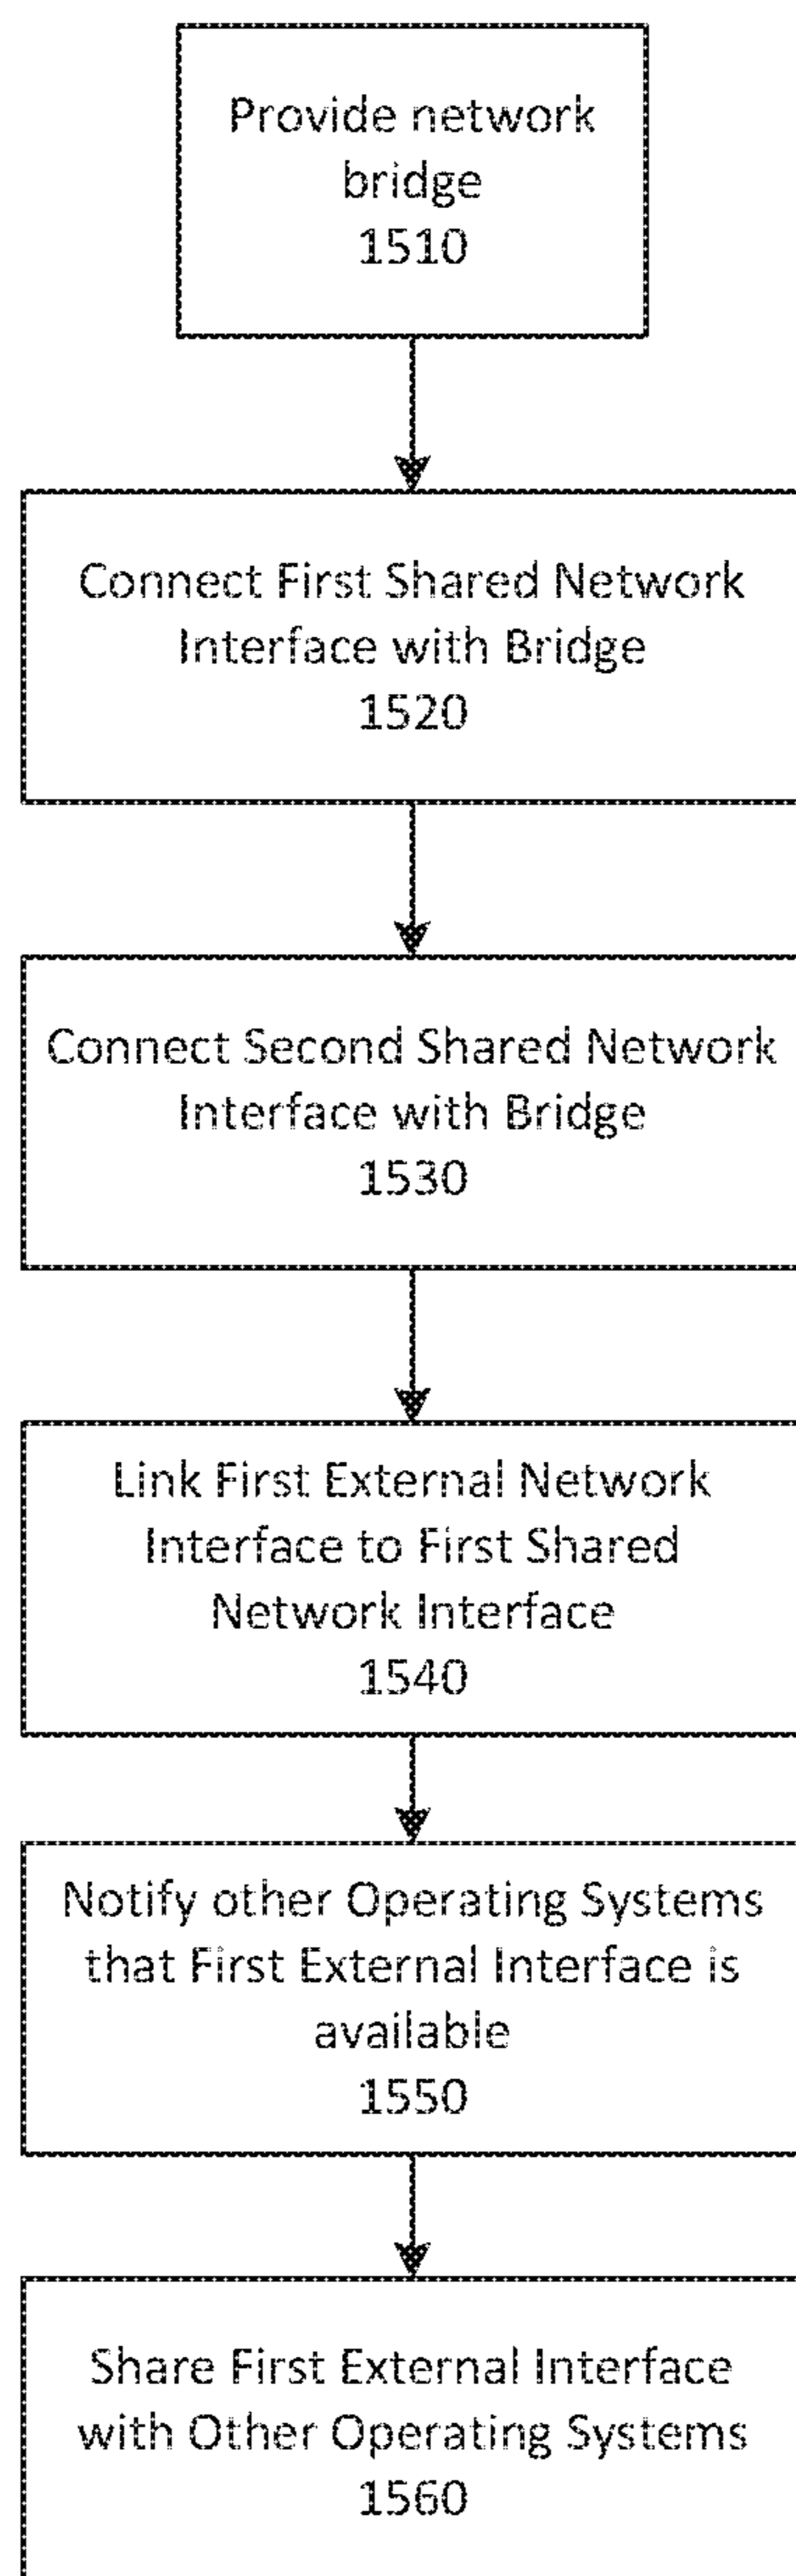 Provide network
bridge
1510
Connect First Shared Network
Interface with Bridge
1520
Connect Second Shared Network
Interface with Bridge
1530
Link First External Network
Interface to First Shared
Network Interface
1540
Notify other Operating Systems
that First External Interface is
available
1550
Share First External Interface
with Other Operating Systems
1560